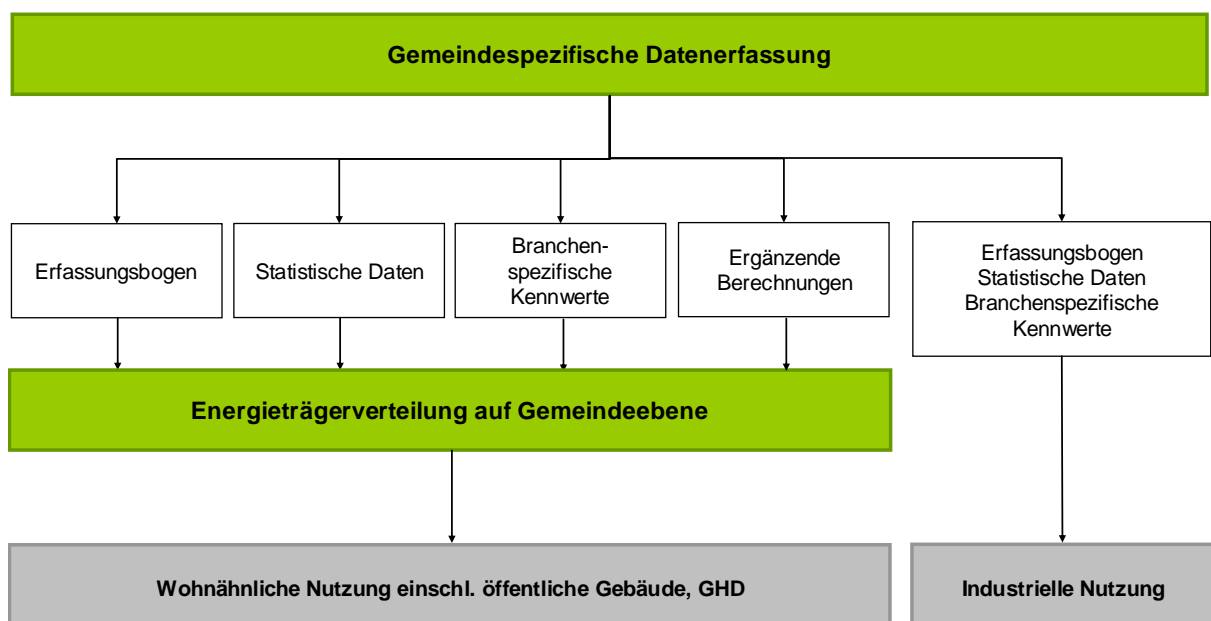 Gemeindespezifische Datenerfassung
Erfassungsbogen
Statistische Daten
Branchen-
spezifische
Kennwerte
Ergänzende
Berechnungen
Erfassungsbogen
Statistische Daten
Branchenspezifische
Kennwerte
Energieträgerverteilung auf Gemeindeebene
Wohnähnliche Nutzung einschl. öffentliche Gebäude, GHD
Industrielle Nutzung